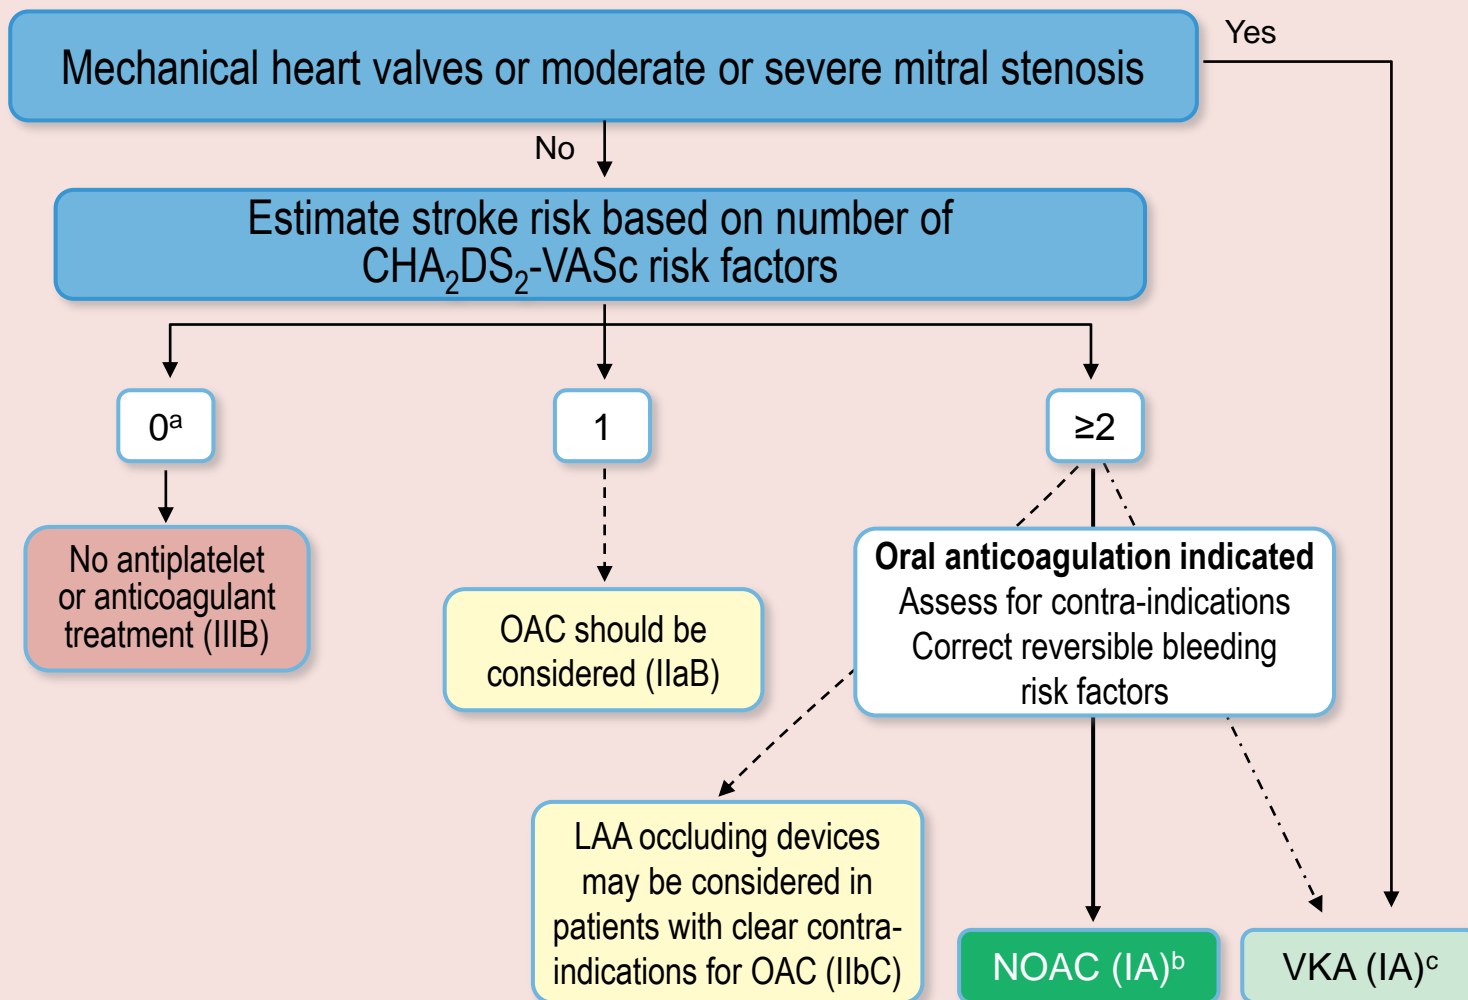 Mechanical heart valves or moderate or severe mitral stenosis
Yes
No
Estimate stroke risk based on number of
CHA₂DS₂-VASc risk factors
0ᵃ
1
≥2
No antiplatelet
or anticoagulant
treatment (IIIB)
OAC should be
considered (IIaB)
Oral anticoagulation indicated
Assess for contra-indications
Correct reversible bleeding
risk factors
LAA occluding devices
may be considered in
patients with clear contra-
indications for OAC (IIbC)
NOAC (IA)ᵇ
VKA (IA)ᶜ